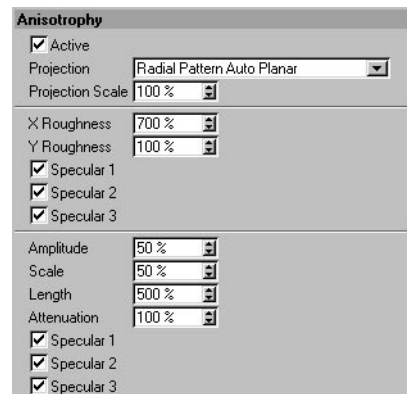 Anisotropy
Active
Projection Radial Pattern Auto Planar
Projection Scale 100 %
X Roughness 700 %
Y Roughness 100 %
Specular 1
Specular 2
Specular 3
Amplitude 50 %
Scale 50 %
Length 500 %
Attenuation 100 %
Specular 1
Specular 2
Specular 3